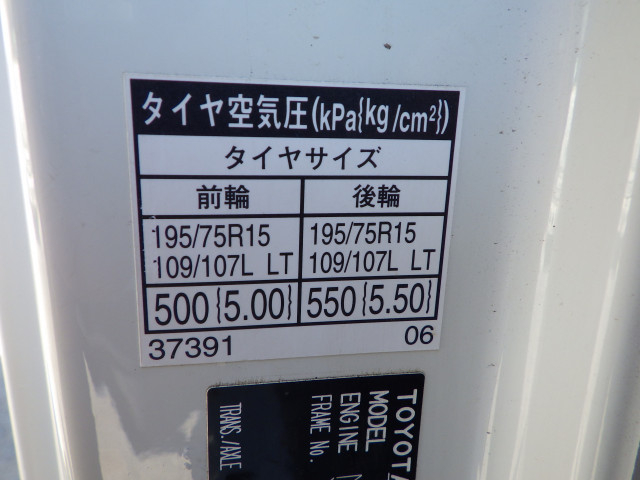 タイヤ空気圧(kPa{kg/cm²})
タイヤサイズ
前輪 後輪
195/75R15 195/75R15
109/107L LT 109/107L LT
500{5.00} 550{5.50}
37391 06
TOYOTA
MODEL
ENGINE
FRAME No.
TRANS./AXLE